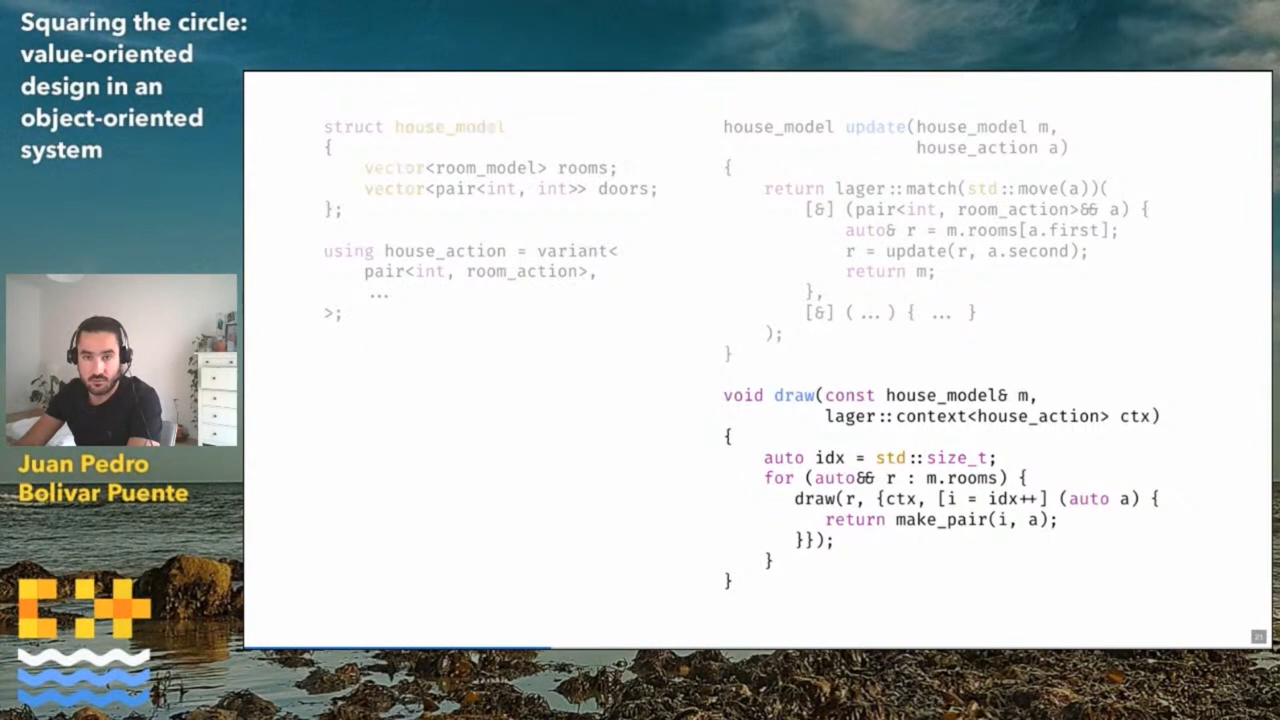 Squaring the circle:
value-oriented
design in an
object-oriented
system
struct house_model
{
    vector<room_model> rooms;
    vector<pair<int, int>> doors;
};
using house_action = variant<
    pair<int, room_action>,
    ...
>;
house_model update(house_model m,
                   house_action a)
{
    return lager::match(std::move(a))(
        [&] (pair<int, room_action>&& a) {
            auto& r = m.rooms[a.first];
            r = update(r, a.second);
            return m;
        },
        [&] (...) { ... }
    );
}
void draw(const house_model& m,
          lager::context<house_action> ctx)
{
    auto idx = std::size_t;
    for (auto&& r : m.rooms) {
       draw(r, {ctx, [i = idx++] (auto a) {
          return make_pair(i, a);
       }});
    }
}
21
Juan Pedro
Bolivar Puente
C++